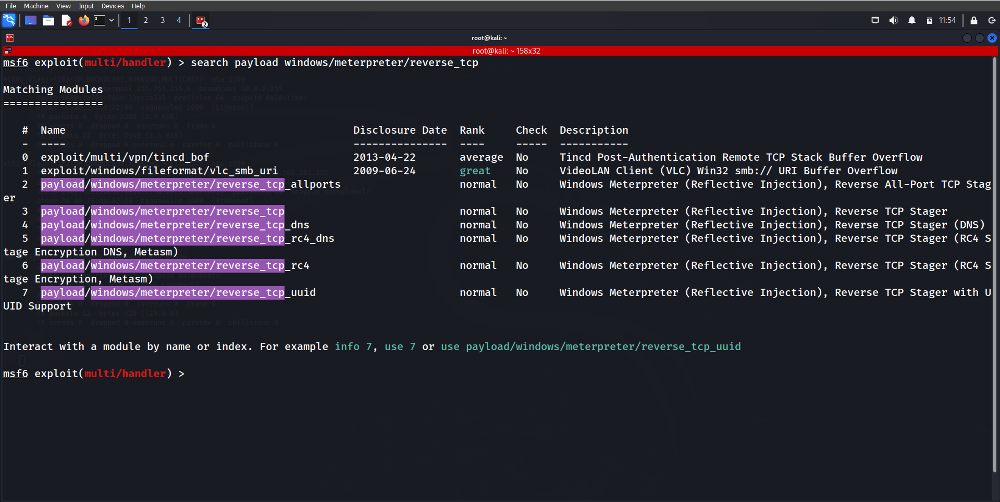 File Machine View Input Devices Help
1 2 3 4 2 11:54
root@kali: ~
root@kali: ~ 158x32
msf6 exploit(multi/handler) > search payload windows/meterpreter/reverse_tcp
Matching Modules
================
# Name Disclosure Date Rank Check Description
- ---- --------------- ---- ----- -----------
0 exploit/multi/vpn/tincd_bof 2013-04-22 average No Tincd Post-Authentication Remote TCP Stack Buffer Overflow
1 exploit/windows/fileformat/vlc_smb_uri 2009-06-24 great No VideoLAN Client (VLC) Win32 smb:// URI Buffer Overflow
2 payload/windows/meterpreter/reverse_tcp_allports normal No Windows Meterpreter (Reflective Injection), Reverse All-Port TCP Stag
er
3 payload/windows/meterpreter/reverse_tcp normal No Windows Meterpreter (Reflective Injection), Reverse TCP Stager
4 payload/windows/meterpreter/reverse_tcp_dns normal No Windows Meterpreter (Reflective Injection), Reverse TCP Stager (DNS)
5 payload/windows/meterpreter/reverse_tcp_rc4_dns normal No Windows Meterpreter (Reflective Injection), Reverse TCP Stager (RC4 S
tage Encryption DNS, Metasm)
6 payload/windows/meterpreter/reverse_tcp_rc4 normal No Windows Meterpreter (Reflective Injection), Reverse TCP Stager (RC4 S
tage Encryption, Metasm)
7 payload/windows/meterpreter/reverse_tcp_uuid normal No Windows Meterpreter (Reflective Injection), Reverse TCP Stager with U
UID Support
Interact with a module by name or index. For example info 7, use 7 or use payload/windows/meterpreter/reverse_tcp_uuid
msf6 exploit(multi/handler) >